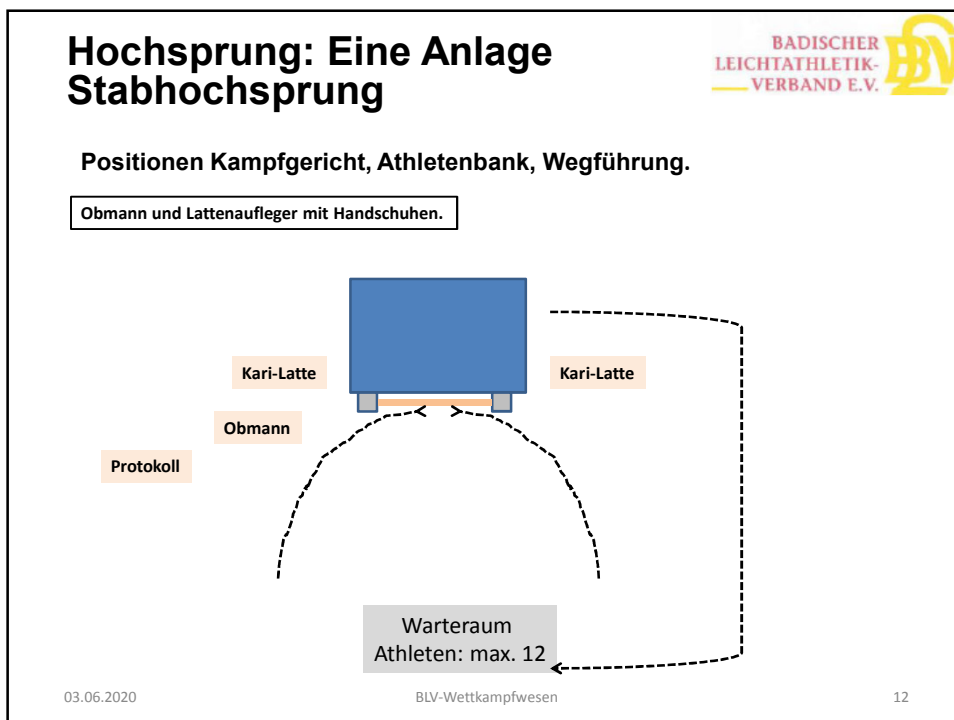 Hochsprung: Eine Anlage
Stabhochsprung
BADISCHER
LEICHTATHLETIK-
VERBAND E.V.
BLV
Positionen Kampfgericht, Athletenbank, Wegführung.
Obmann und Lattenaufleger mit Handschuhen.
Kari-Latte
Kari-Latte
Obmann
Protokoll
Warteraum
Athleten: max. 12
03.06.2020
BLV-Wettkampfwesen
12